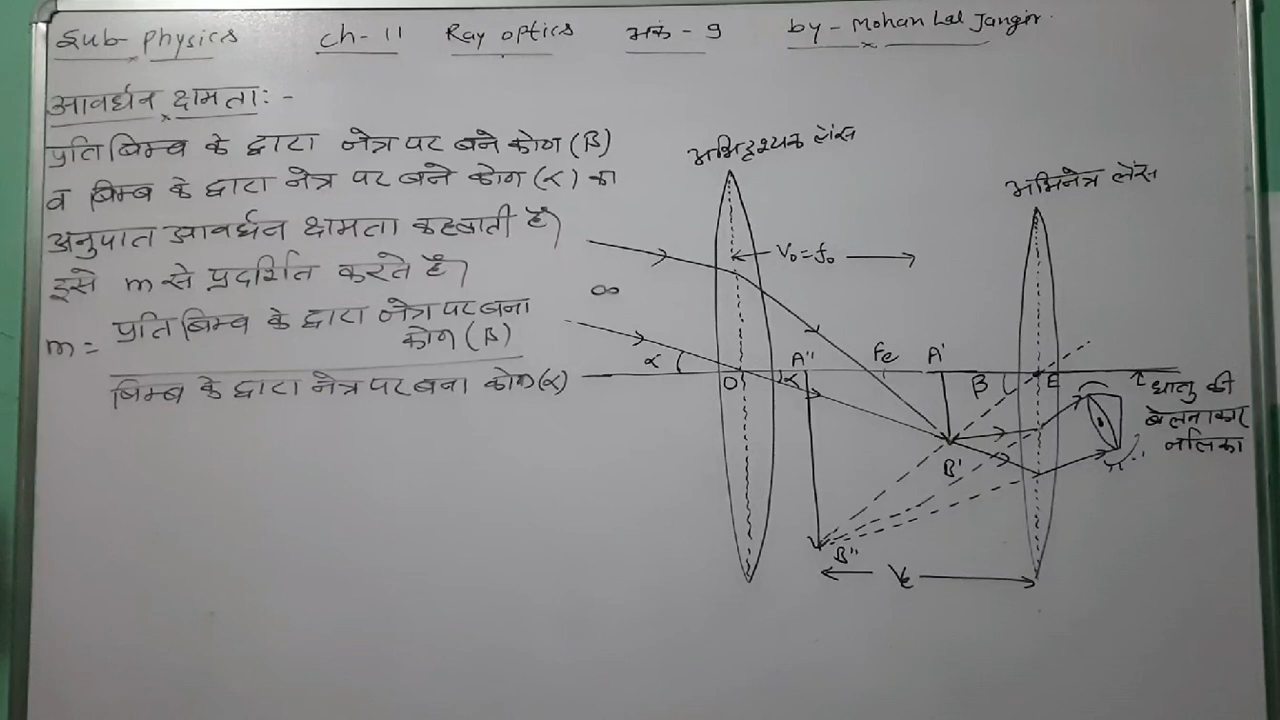 Sub- Physics ch-11 Ray optics अंक-9 by-Mohan Lal Jangir
आवर्धन क्षमता:-
प्रतिबिम्ब के द्वारा नेत्र पर बने कोण (β)
व बिम्ब के द्वारा नेत्र पर बने कोण (α) का
अनुपात आवर्धन क्षमता कहलाती है।
इसे m से प्रदर्शित करते है।
m = प्रतिबिम्ब के द्वारा नेत्र पर बना
कोण (β)
बिम्ब के द्वारा नेत्र पर बना कोण(α)
अभिदृश्यक लेंस
अभिनेत्र लेंस
V₀=f₀
∞
α O α A" Fe A' β E
धातु की
बेलनाकार
नलिका
B'
B"
Ve